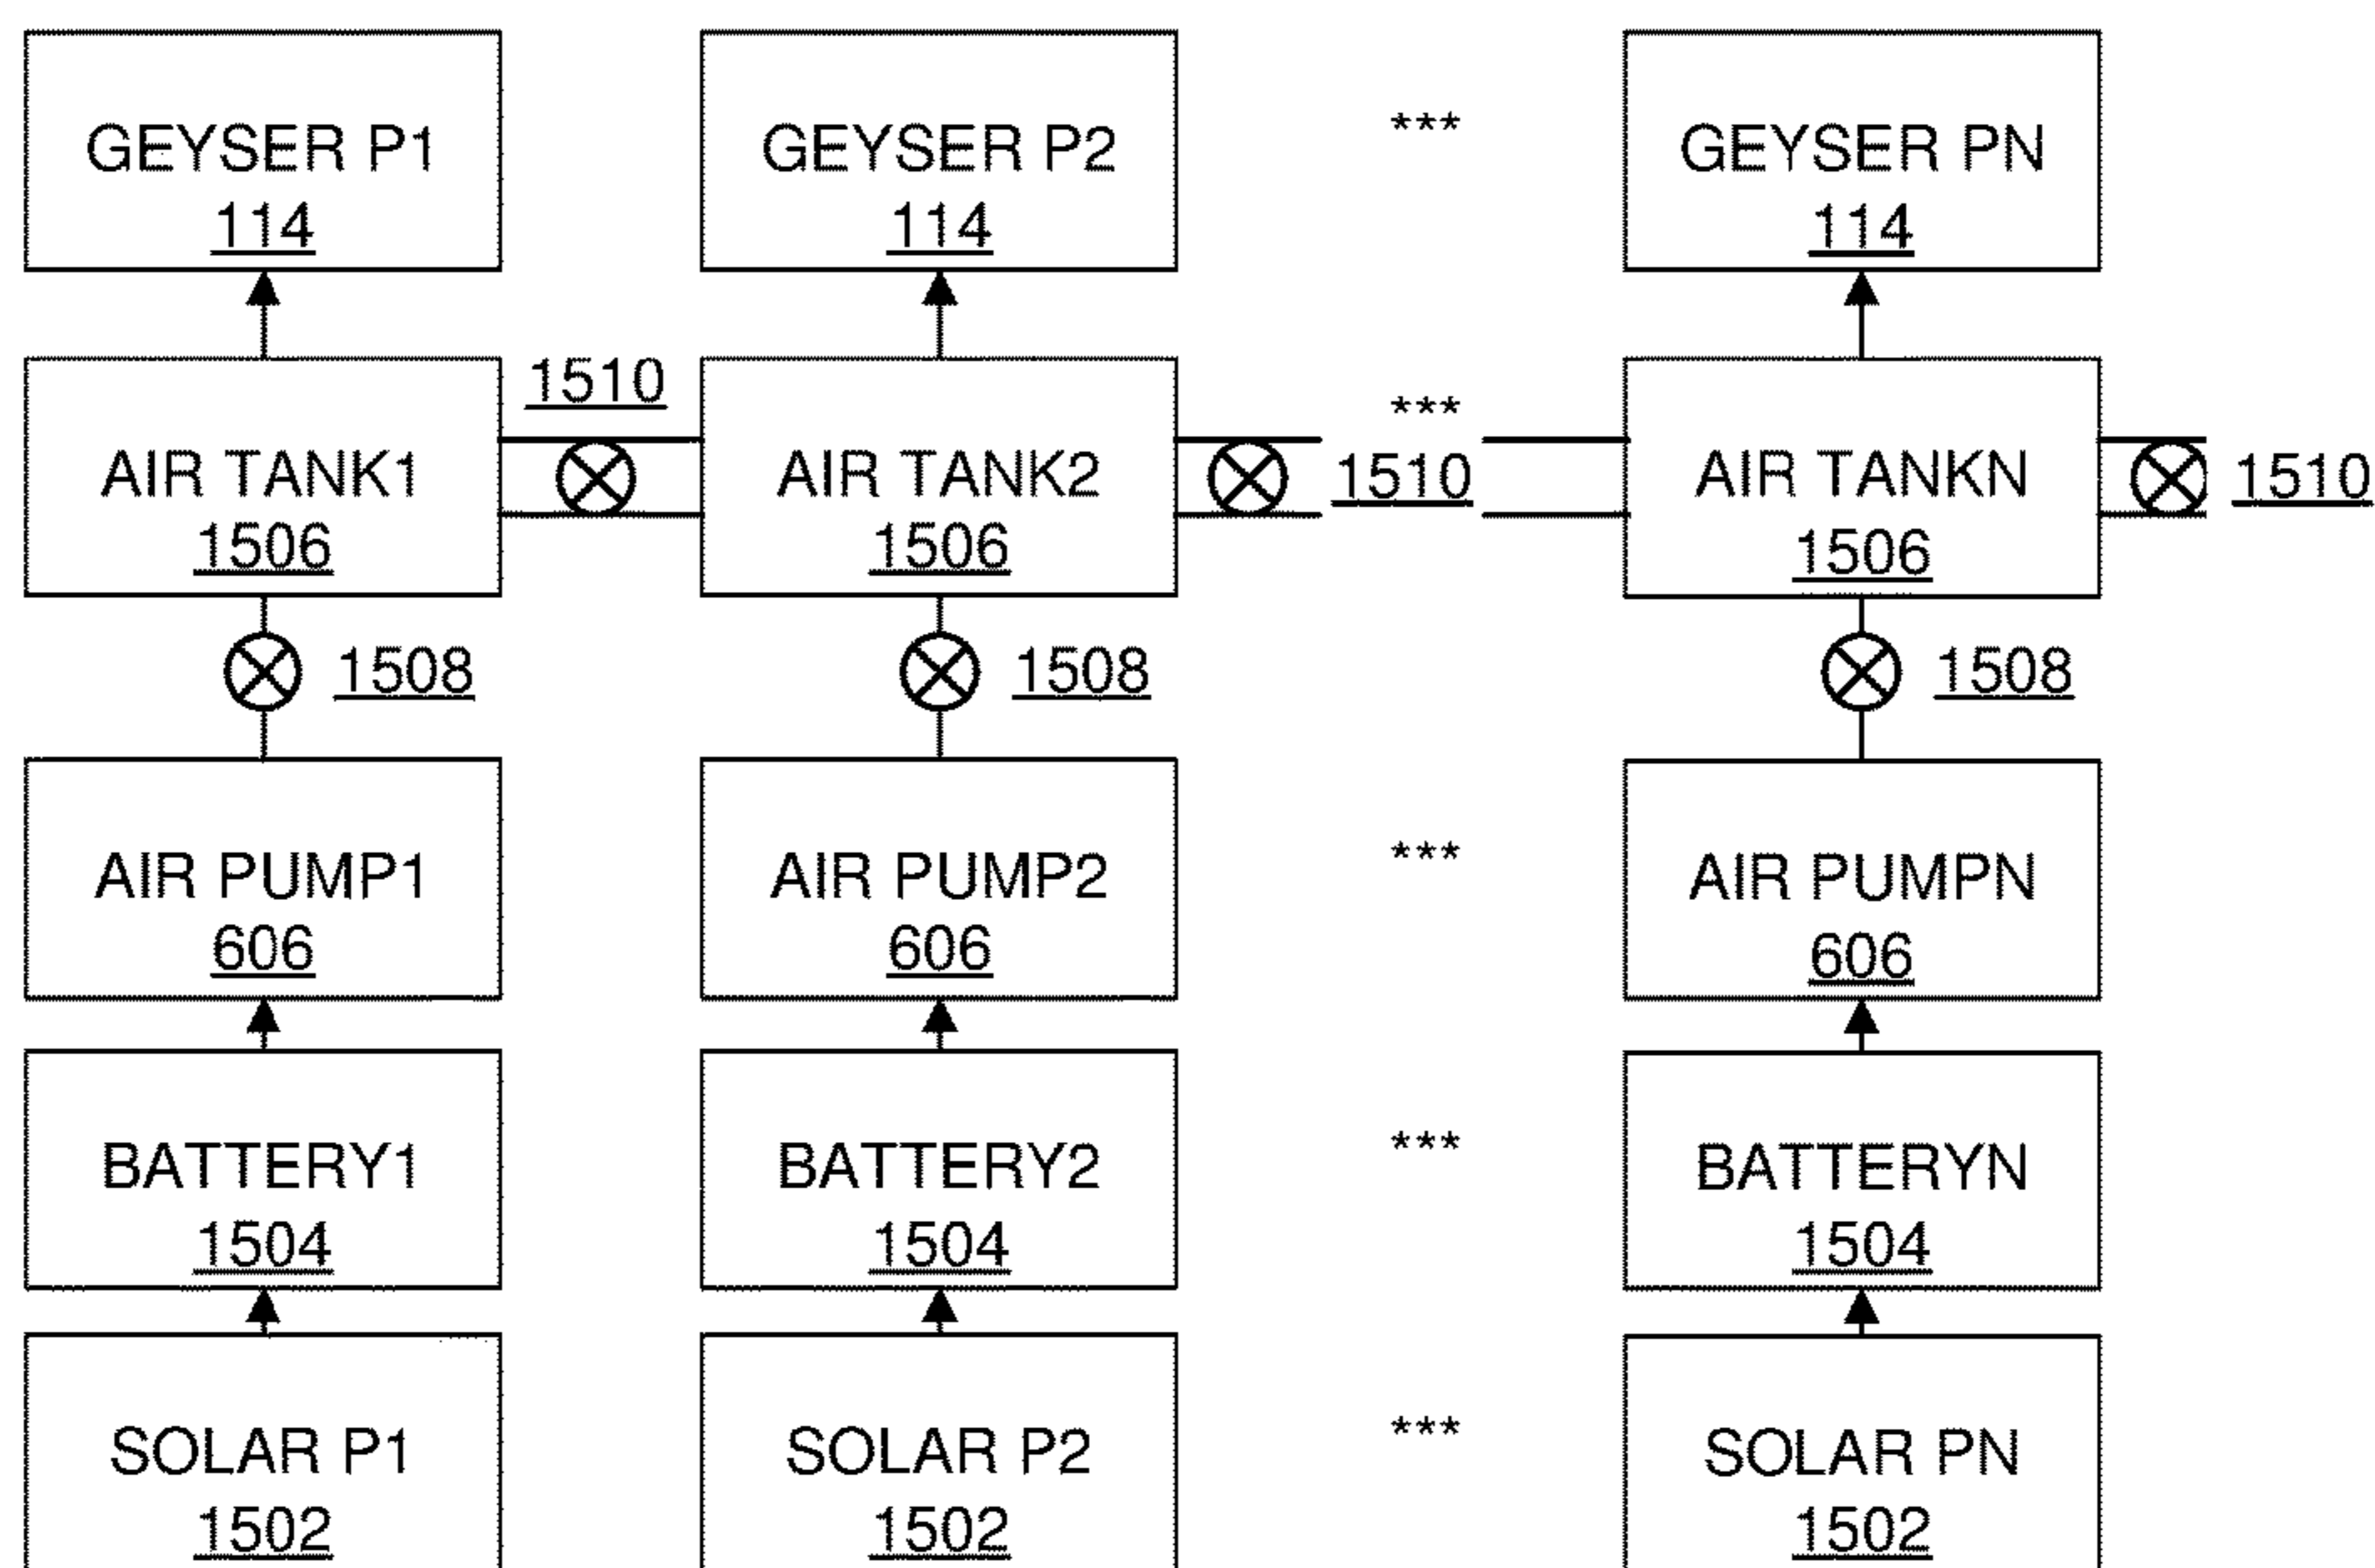 GEYSER P1
114
GEYSER P2
114
***
GEYSER PN
114
AIR TANK1
1506
1510
AIR TANK2
1506
***
1510
AIR TANKN
1506
1510
1508
1508
1508
AIR PUMP1
606
AIR PUMP2
606
***
AIR PUMPN
606
BATTERY1
1504
BATTERY2
1504
***
BATTERYN
1504
SOLAR P1
1502
SOLAR P2
1502
***
SOLAR PN
1502